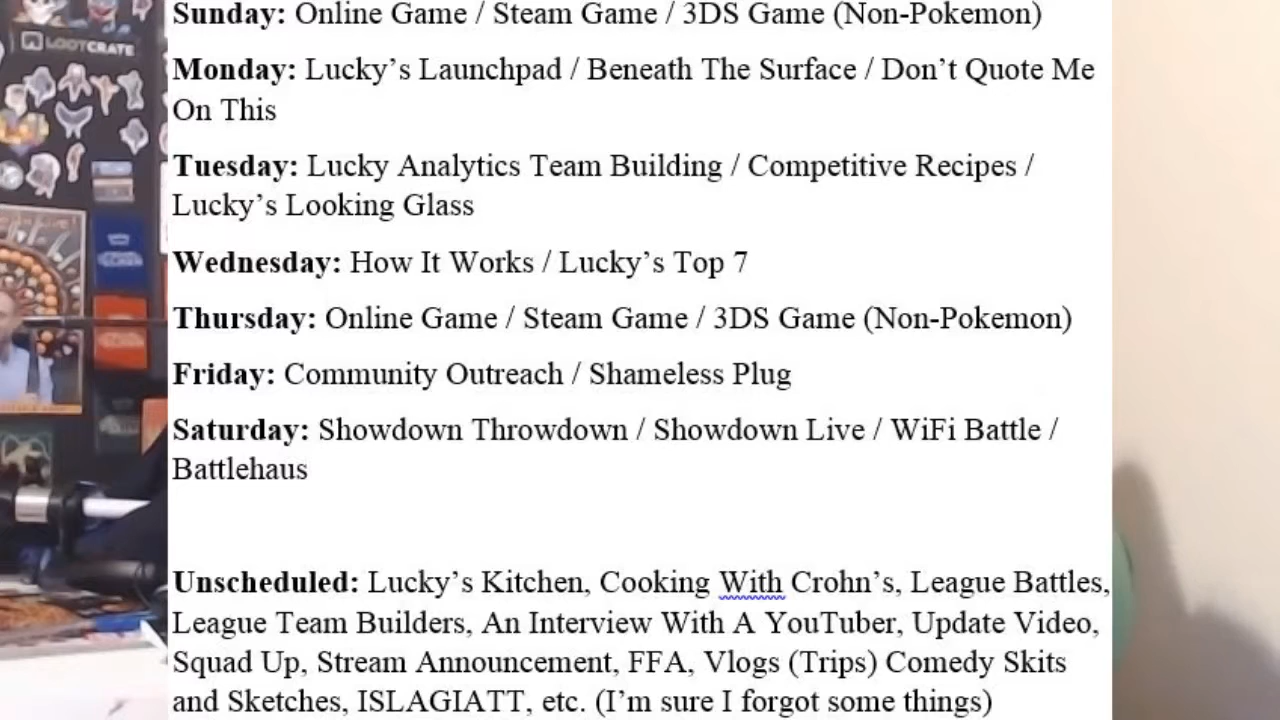 LOOTCRATE
Sunday: Online Game / Steam Game / 3DS Game (Non-Pokemon)
Monday: Lucky’s Launchpad / Beneath The Surface / Don’t Quote Me
On This
Tuesday: Lucky Analytics Team Building / Competitive Recipes /
Lucky’s Looking Glass
Wednesday: How It Works / Lucky’s Top 7
Thursday: Online Game / Steam Game / 3DS Game (Non-Pokemon)
Friday: Community Outreach / Shameless Plug
Saturday: Showdown Throwdown / Showdown Live / WiFi Battle /
Battlehaus
Unscheduled: Lucky’s Kitchen, Cooking With Crohn’s, League Battles,
League Team Builders, An Interview With A YouTuber, Update Video,
Squad Up, Stream Announcement, FFA, Vlogs (Trips) Comedy Skits
and Sketches, ISLAGIATT, etc. (I’m sure I forgot some things)